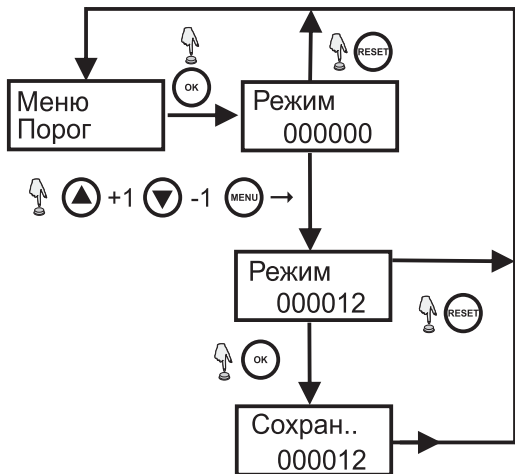 RESET
OK
Меню
Порог
Режим
000000
+1 -1 MENU →
Режим
000012
RESET
OK
Сохран..
000012